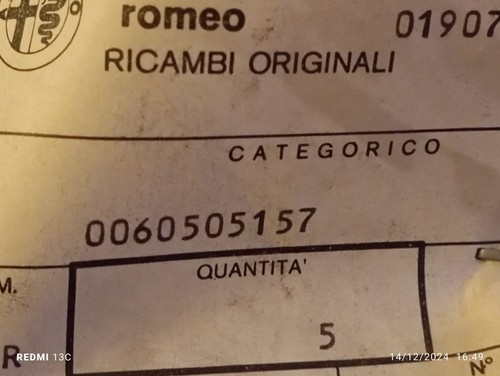 romeo 01907
RICAMBI ORIGINALI
CATEGORICO
0060505157
M. QUANTITA'
5
R REDMI 13C 14/12/2024 16:49 N°